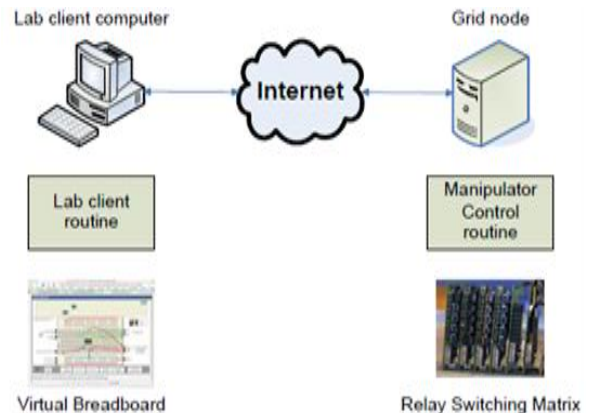 Lab client computer
Grid node
Internet
Lab client
routine
Manipulator
Control
routine
Virtual Breadboard
Relay Switching Matrix